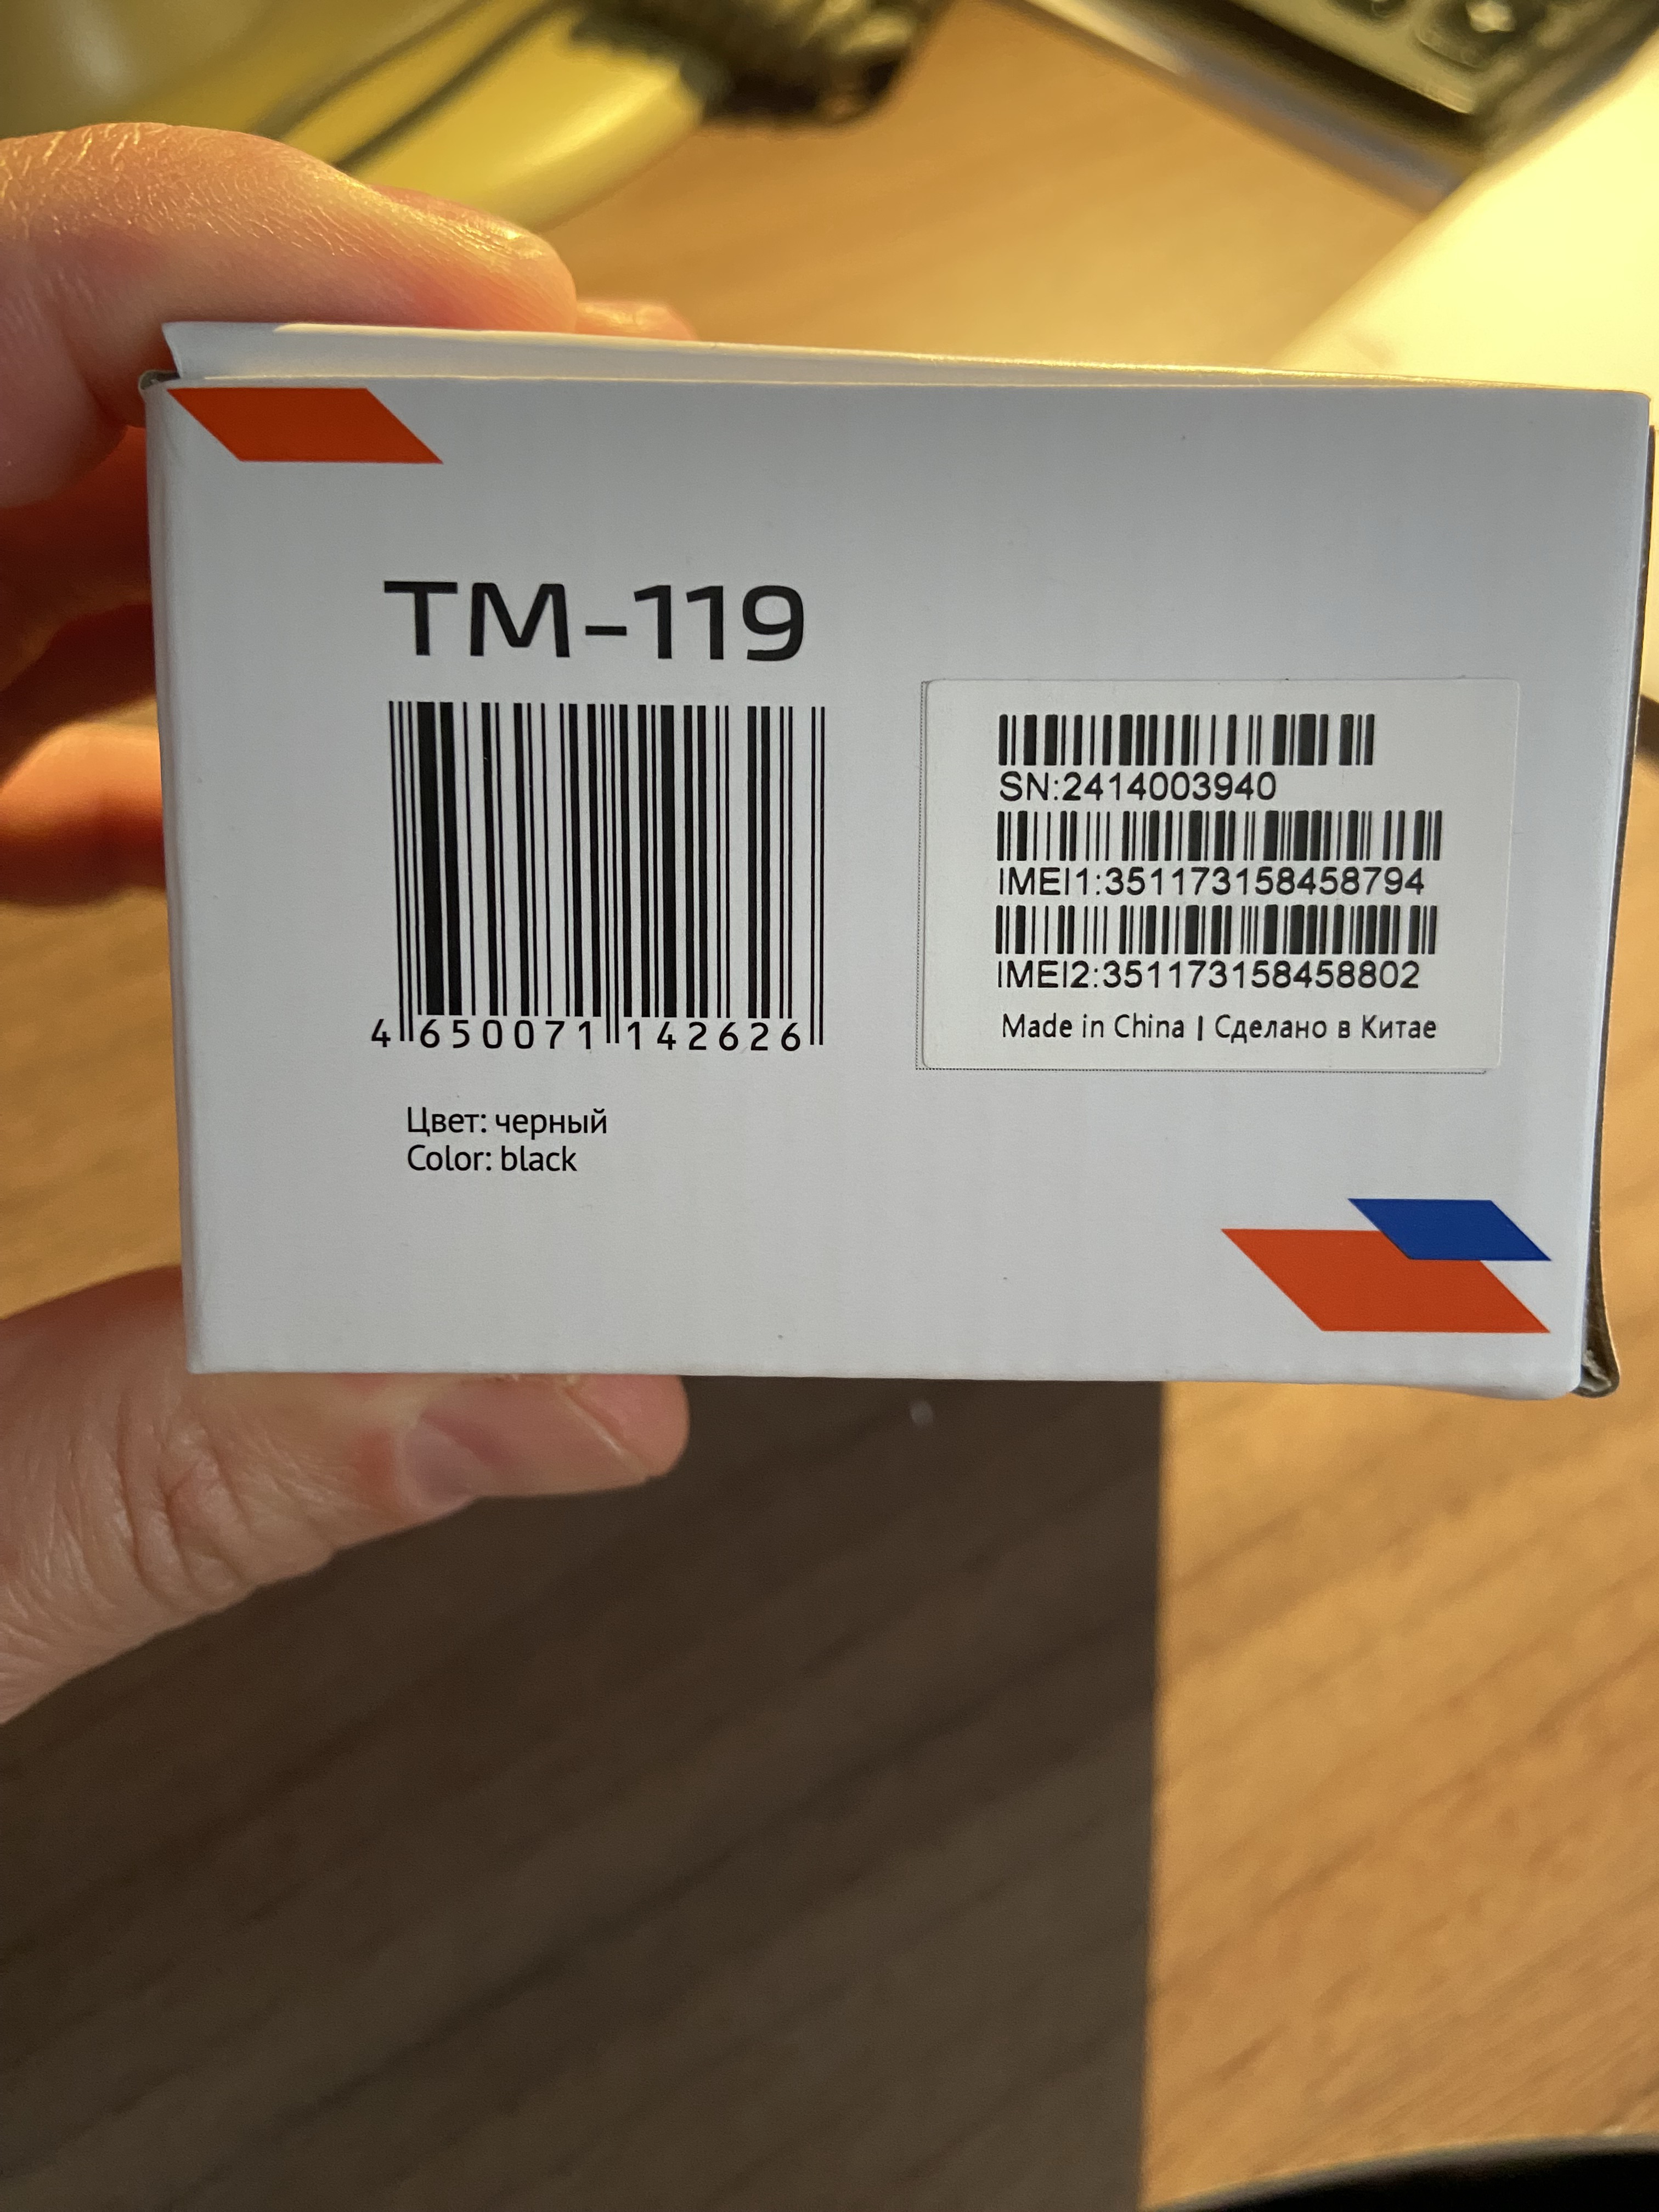 TM-119
4 650071 142626
Цвет: черный
Color: black
SN:2414003940
IMEI1:351173158458794
IMEI2:351173158458802
Made in China | Сделано в Китае